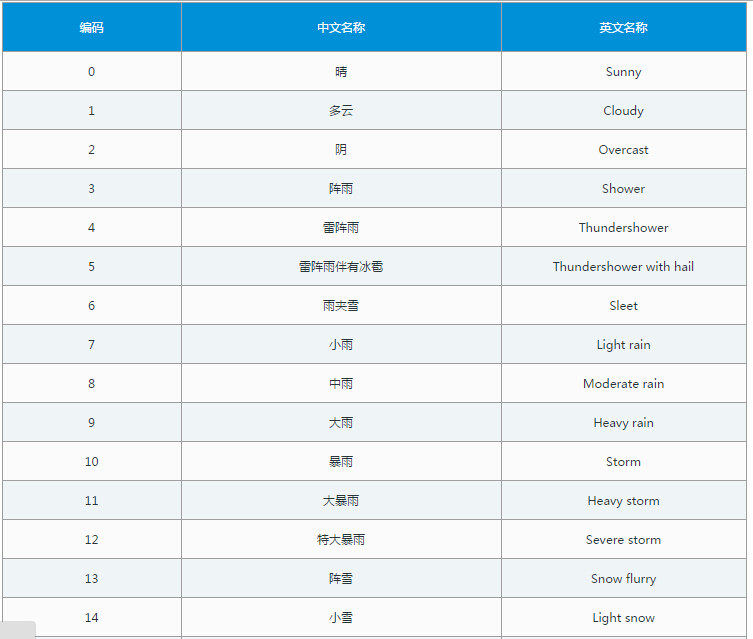 编码 中文名称 英文名称
0 晴 Sunny
1 多云 Cloudy
2 阴 Overcast
3 阵雨 Shower
4 雷阵雨 Thundershower
5 雷阵雨伴有冰雹 Thundershower with hail
6 雨夹雪 Sleet
7 小雨 Light rain
8 中雨 Moderate rain
9 大雨 Heavy rain
10 暴雨 Storm
11 大暴雨 Heavy storm
12 特大暴雨 Severe storm
13 阵雪 Snow flurry
14 小雪 Light snow